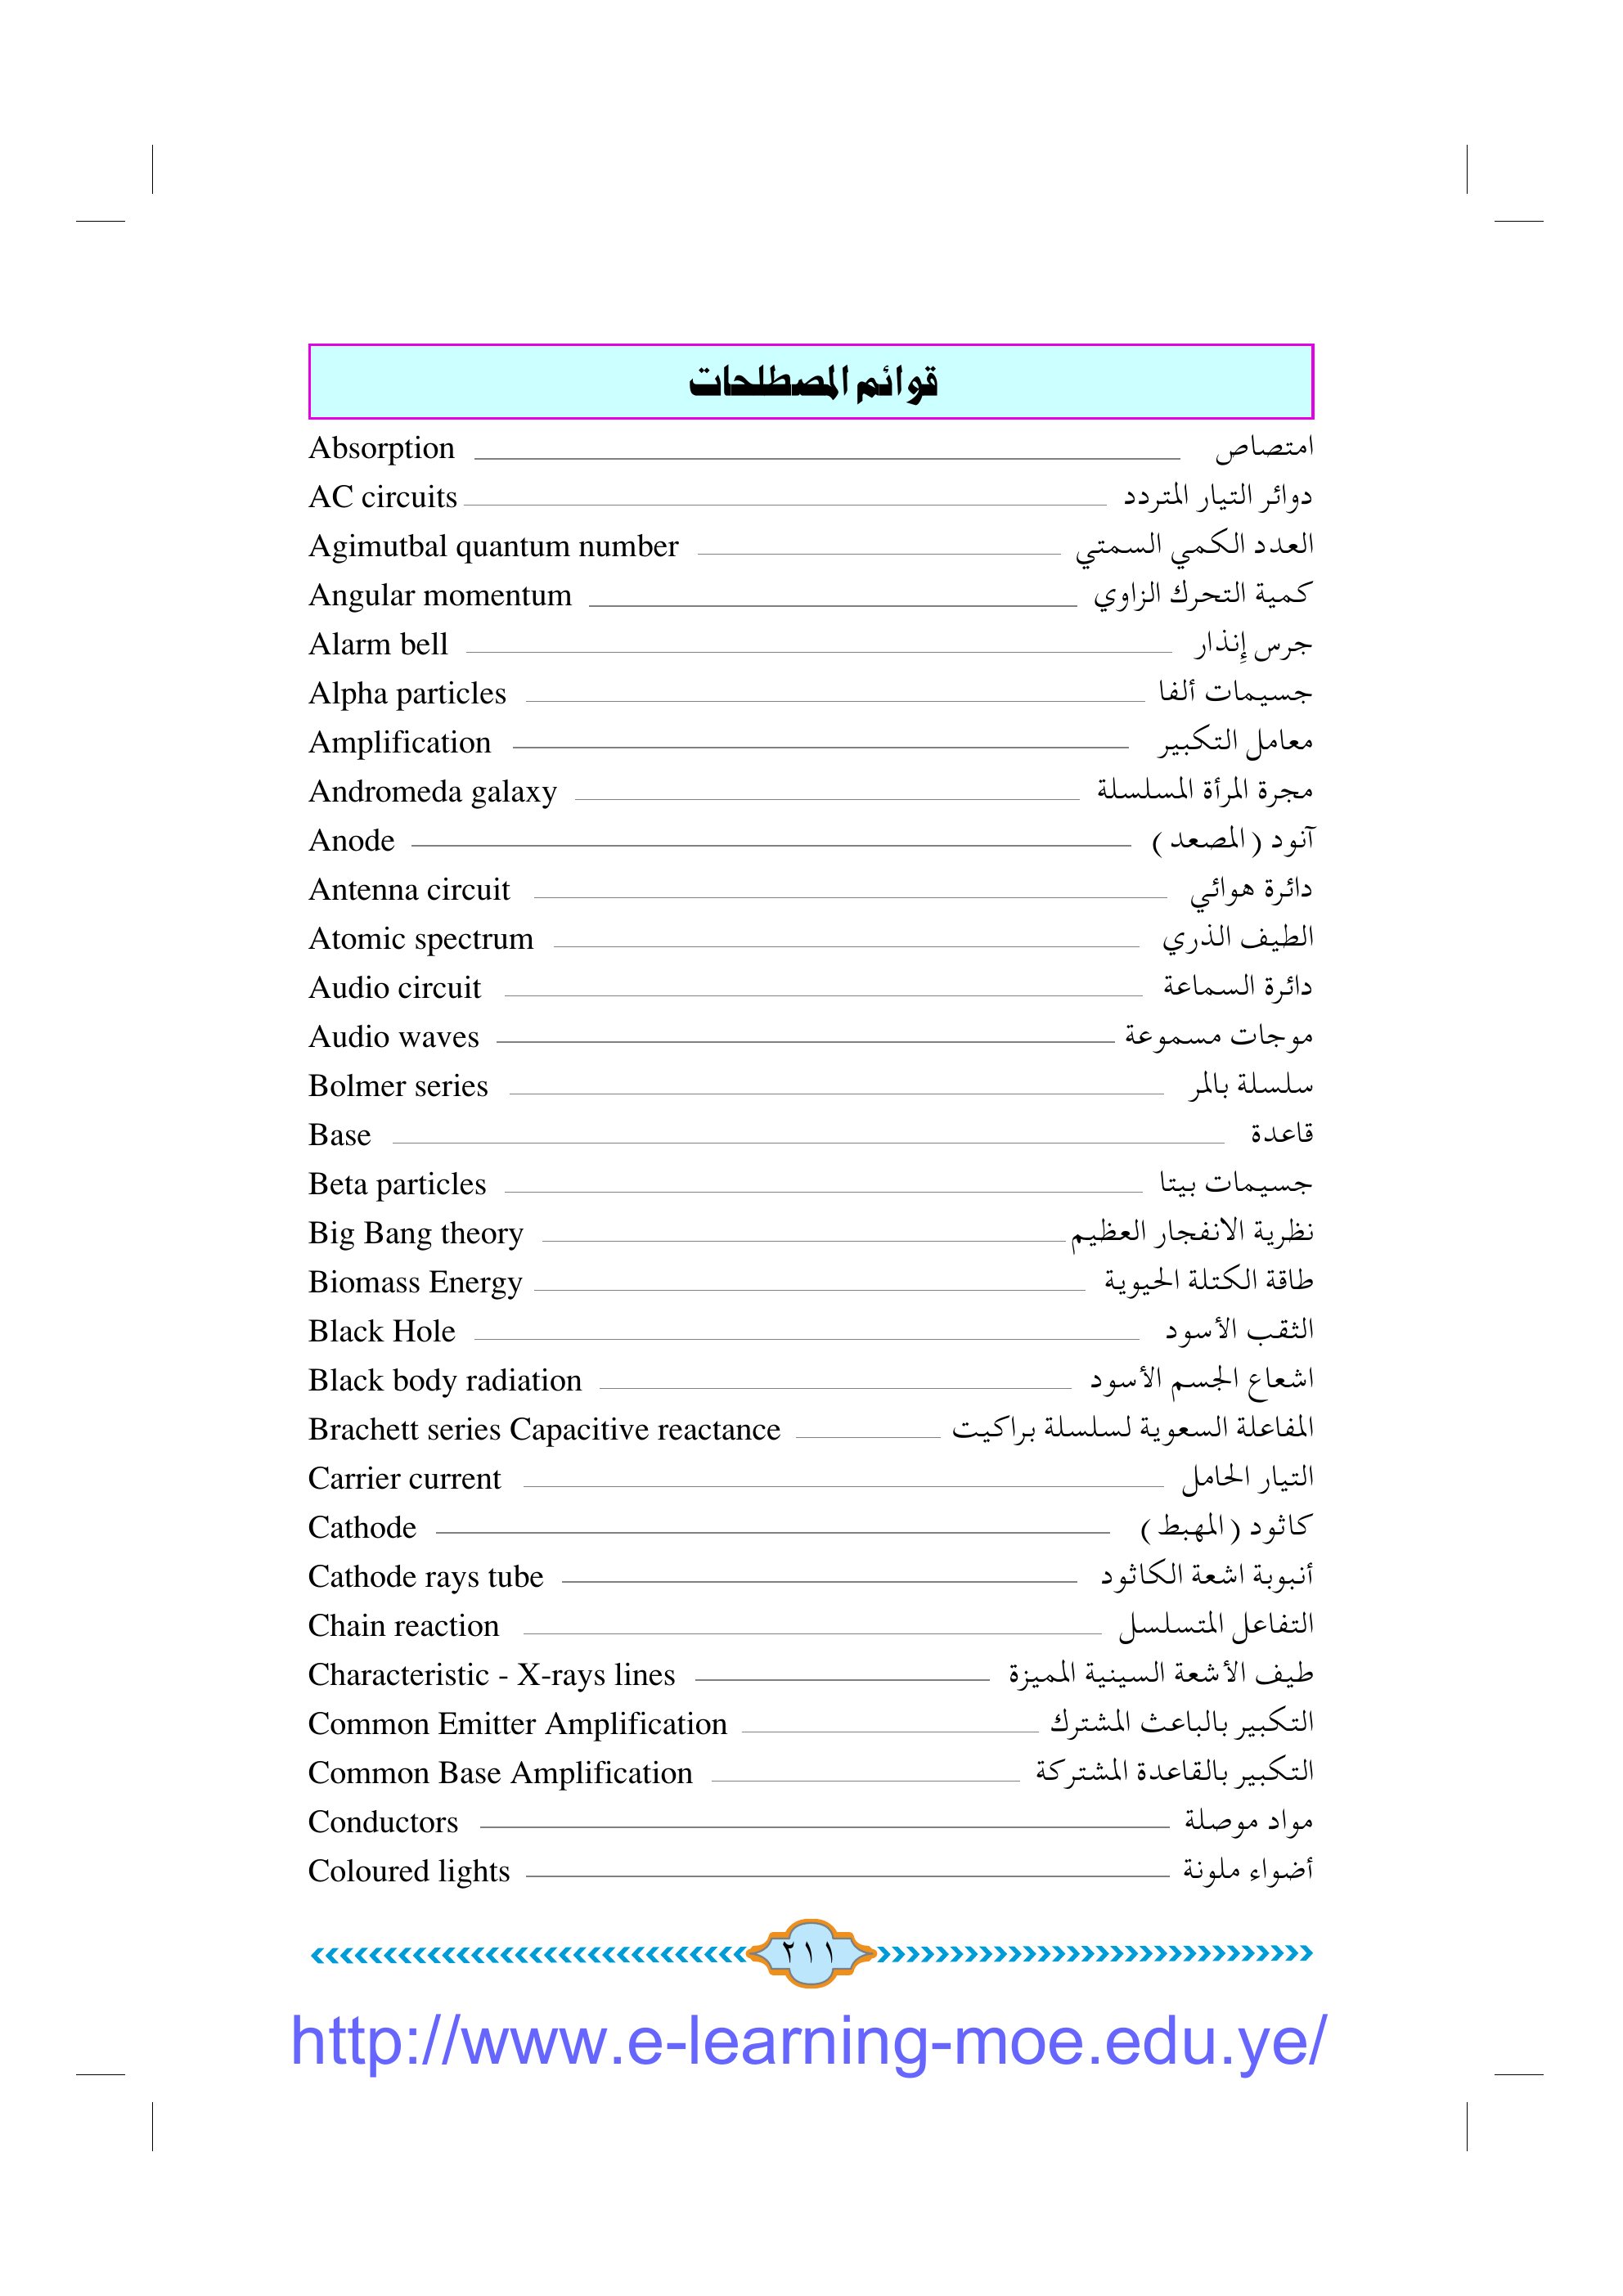 قوائم المصطلحات
Absorption امتصاص
AC circuits دوائر التيار المتردد
Agimutbal quantum number العدد الكمي السمتي
Angular momentum كمية التحرك الزاوي
Alarm bell جرس إِنذار
Alpha particles جسيمات ألفا
Amplification معامل التكبير
Andromeda galaxy مجرة المرأة المسلسلة
Anode آنود ( المصعد )
Antenna circuit دائرة هوائي
Atomic spectrum الطيف الذري
Audio circuit دائرة السماعة
Audio waves موجات مسموعة
Bolmer series سلسلة بالمر
Base قاعدة
Beta particles جسيمات بيتا
Big Bang theory نظرية الانفجار العظيم
Biomass Energy طاقة الكتلة الحيوية
Black Hole الثقب الأسود
Black body radiation اشعاع الجسم الأسود
Brachett series Capacitive reactance المفاعلة السعوية لسلسلة براكيت
Carrier current التيار الحامل
Cathode كاثود ( المهبط )
Cathode rays tube أنبوبة اشعة الكاثود
Chain reaction التفاعل المتسلسل
Characteristic - X-rays lines طيف الأشعة السينية المميزة
Common Emitter Amplification التكبير بالباعث المشترك
Common Base Amplification التكبير بالقاعدة المشتركة
Conductors مواد موصلة
Coloured lights أضواء ملونة
٢١١
http://www.e-learning-moe.edu.ye/